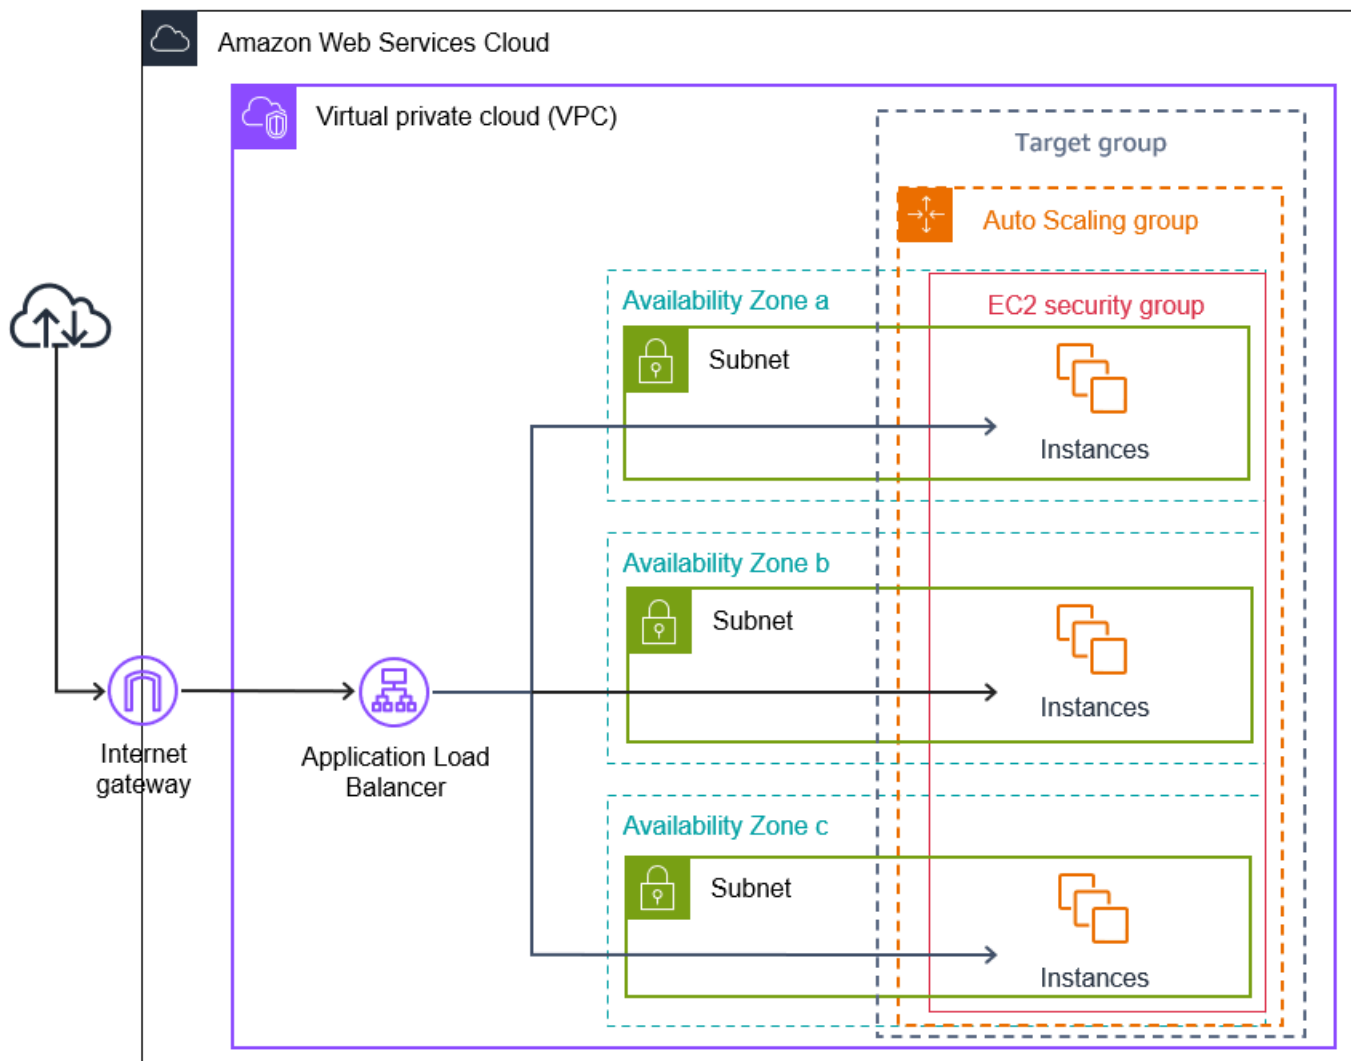 Amazon Web Services Cloud
Virtual private cloud (VPC)
Target group
Auto Scaling group
Availability Zone a
EC2 security group
Subnet
Instances
Availability Zone b
Subnet
Instances
Internet
gateway
Application Load
Balancer
Availability Zone c
Subnet
Instances